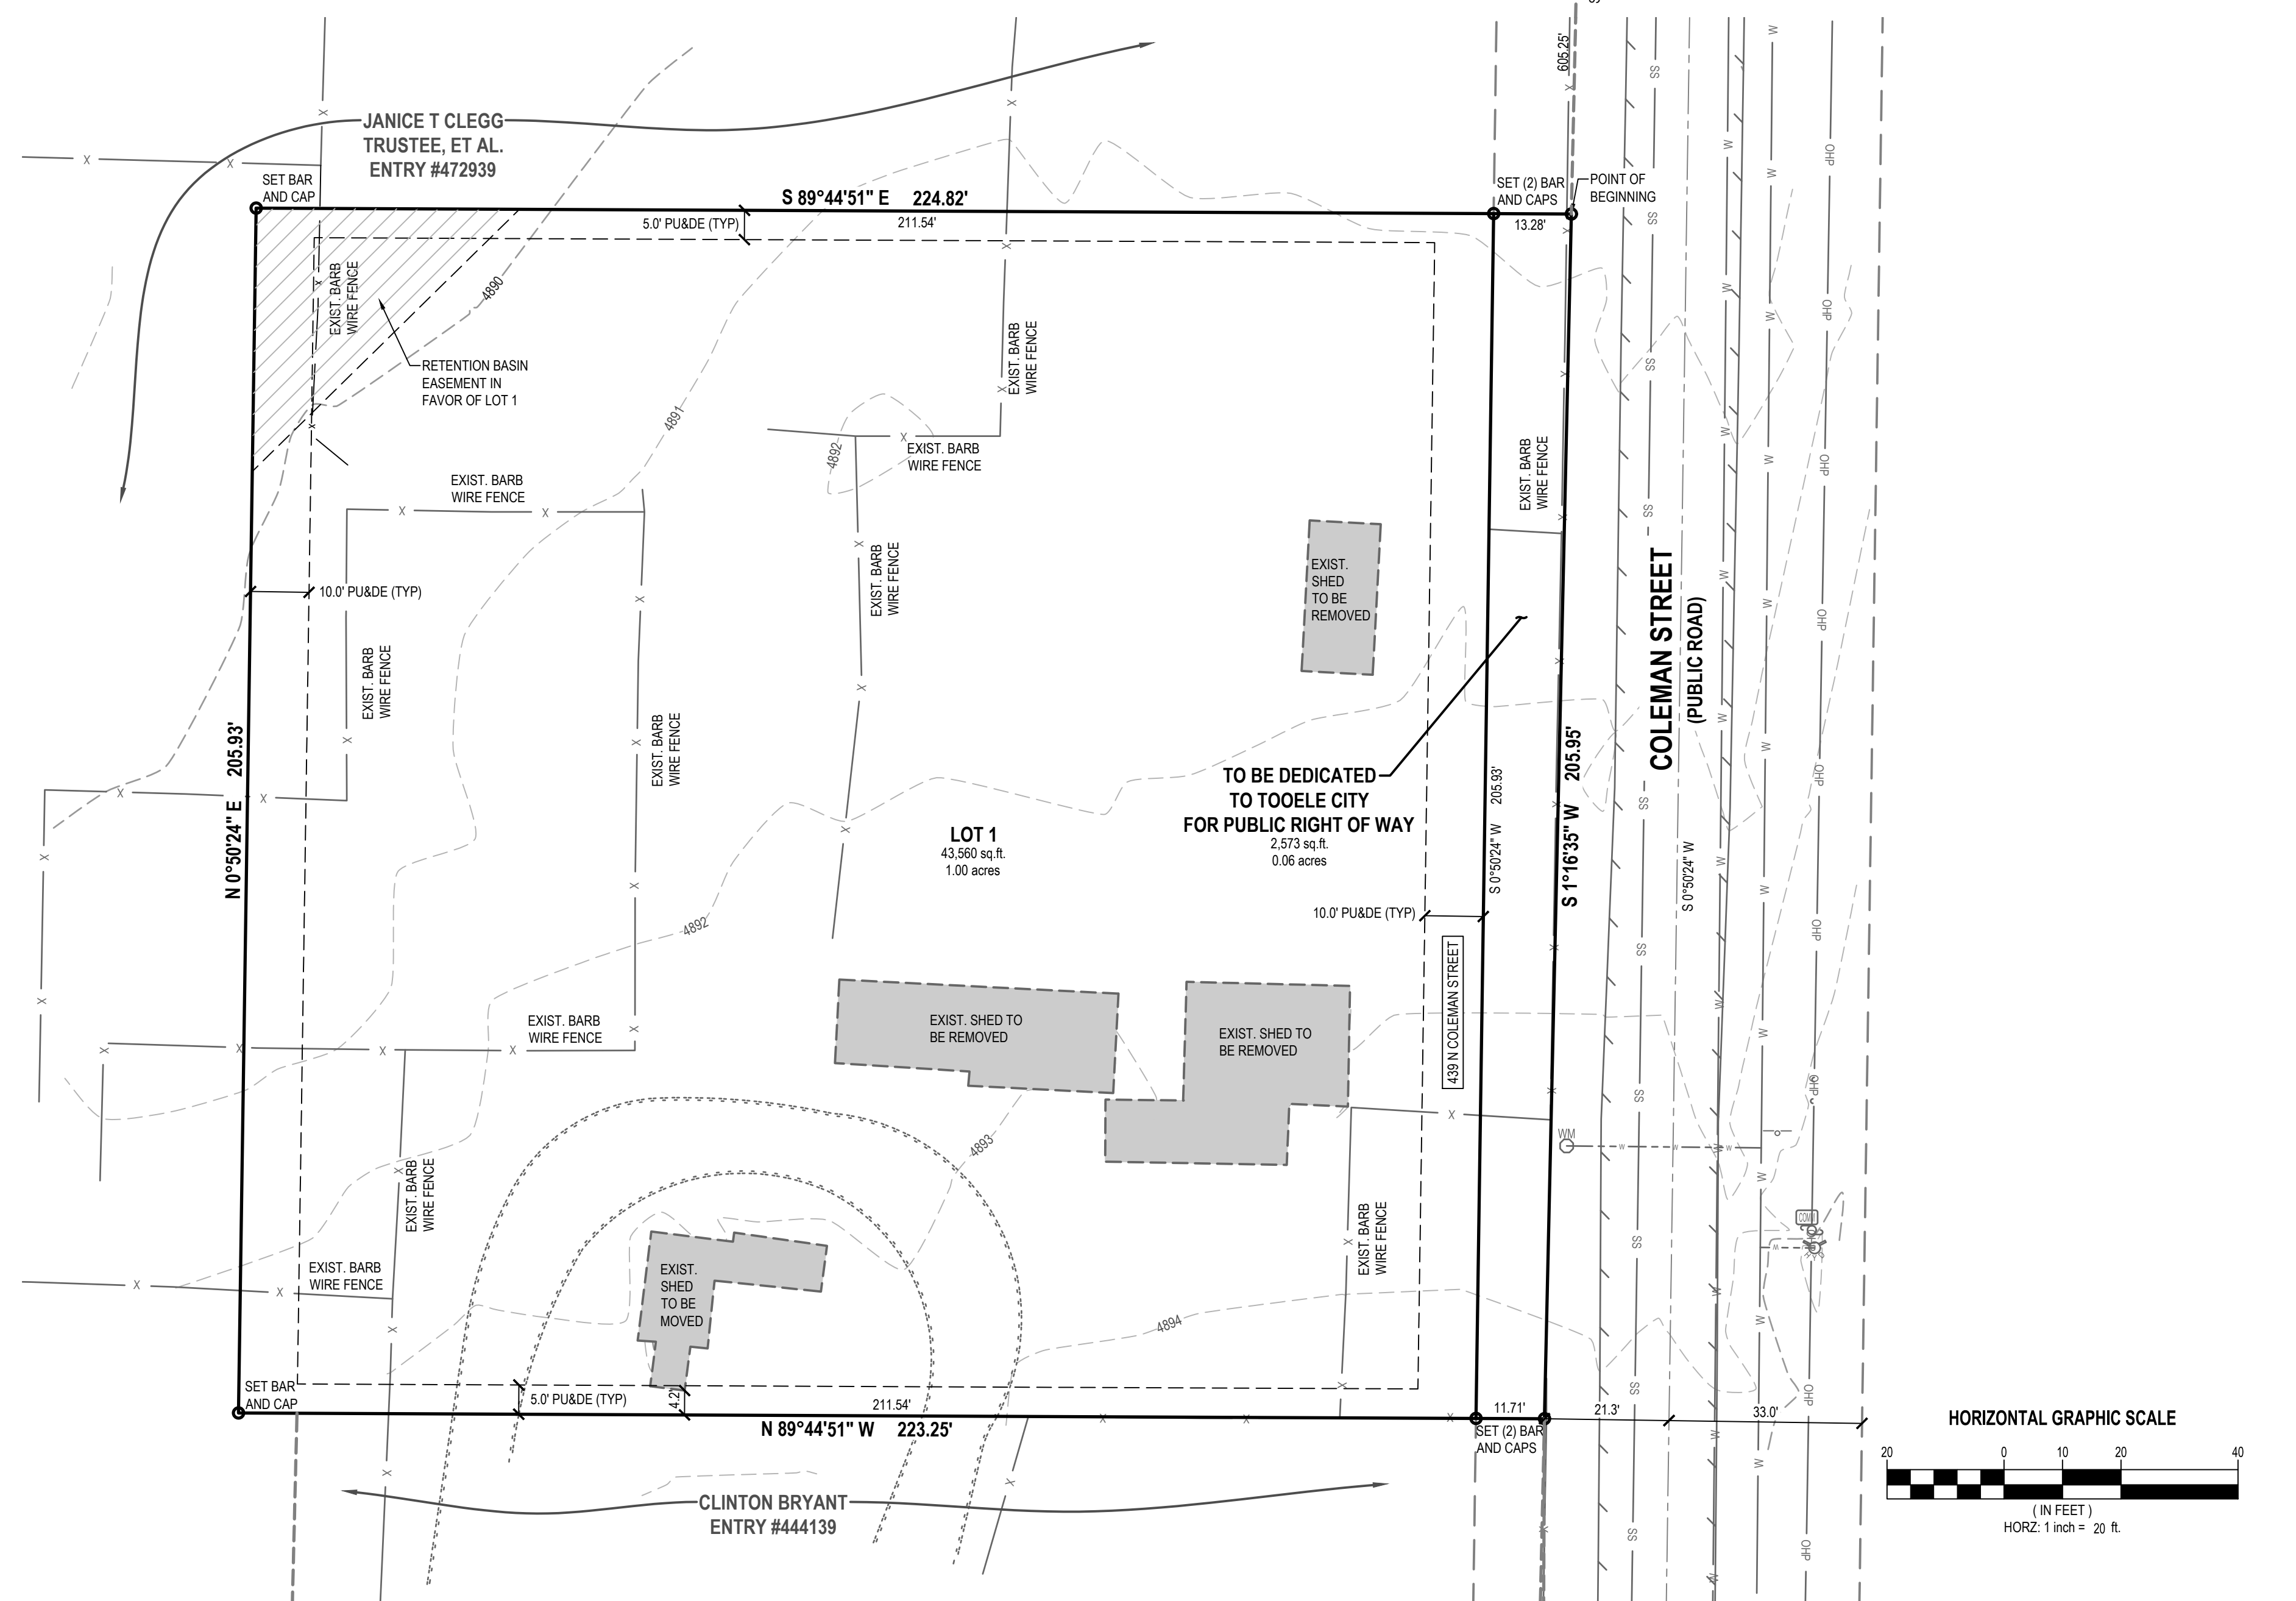 605.25'
JANICE T CLEGG
TRUSTEE, ET AL.
ENTRY #472939
SET BAR
AND CAP
S 89°44'51" E 224.82'
5.0' PU&DE (TYP)
211.54'
SET (2) BAR
AND CAPS
13.28'
POINT OF
BEGINNING
EXIST. BARB
WIRE FENCE
4890
RETENTION BASIN
EASEMENT IN
FAVOR OF LOT 1
4891
EXIST. BARB
WIRE FENCE
4892
EXIST. BARB
WIRE FENCE
EXIST. BARB
WIRE FENCE
EXIST. BARB
WIRE FENCE
EXIST. BARB
WIRE FENCE
EXIST.
SHED
TO BE
REMOVED
10.0' PU&DE (TYP)
EXIST. BARB
WIRE FENCE
EXIST. BARB
WIRE FENCE
COLEMAN STREET
(PUBLIC ROAD)
N 0°50'24" E 205.93'
TO BE DEDICATED
TO TOOELE CITY
FOR PUBLIC RIGHT OF WAY
2,573 sq.ft.
0.06 acres
LOT 1
43,560 sq.ft.
1.00 acres
S 0°50'24" W 205.93'
S 1°16'35" W 205.95'
S 0°50'24" W
10.0' PU&DE (TYP)
4892
439 N COLEMAN STREET
EXIST. BARB
WIRE FENCE
EXIST. SHED TO
BE REMOVED
EXIST. SHED TO
BE REMOVED
4893
WM
EXIST. BARB
WIRE FENCE
EXIST. BARB
WIRE FENCE
COMM
EXIST. BARB
WIRE FENCE
EXIST.
SHED
TO BE
MOVED
4894
SET BAR
AND CAP
5.0' PU&DE (TYP)
4.2'
211.54'
N 89°44'51" W 223.25'
11.71'
SET (2) BAR
AND CAPS
21.3'
33.0'
CLINTON BRYANT
ENTRY #444139
HORIZONTAL GRAPHIC SCALE
20 0 10 20 40
( IN FEET )
HORZ: 1 inch = 20 ft.